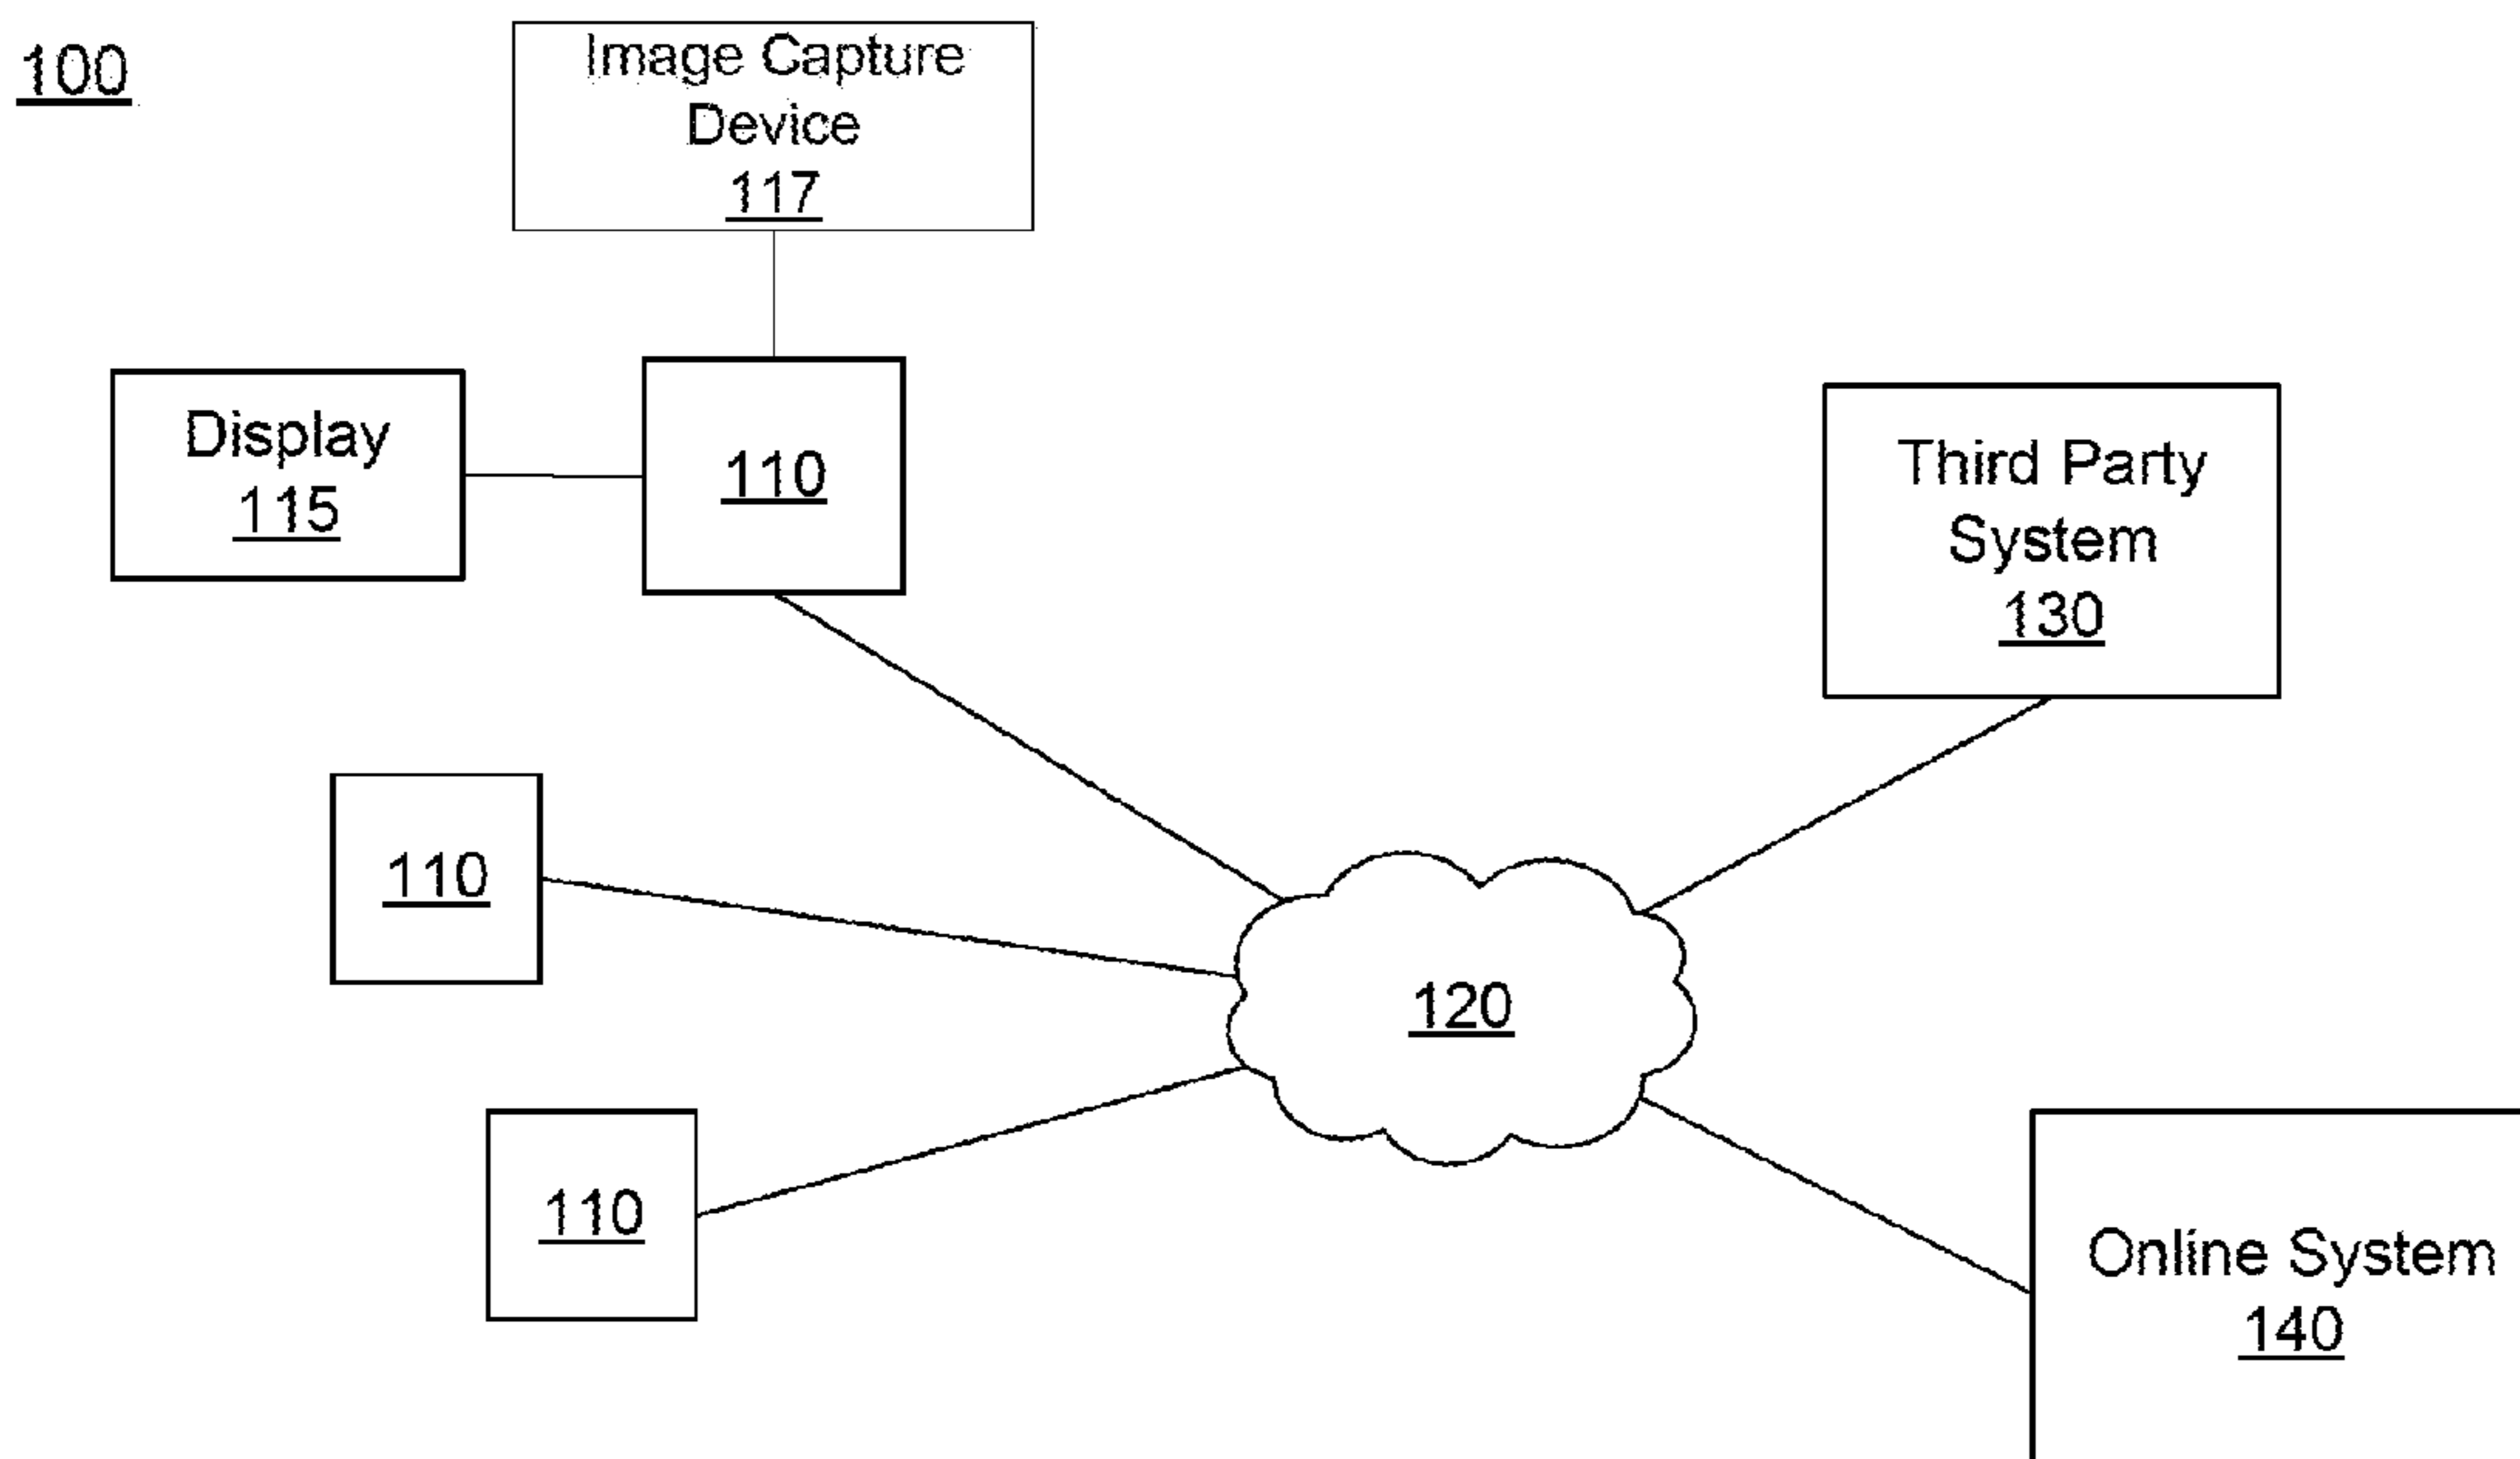 100
Image Capture
Device
117
Display
115
110
Third Party
System
130
110
120
110
Online System
140